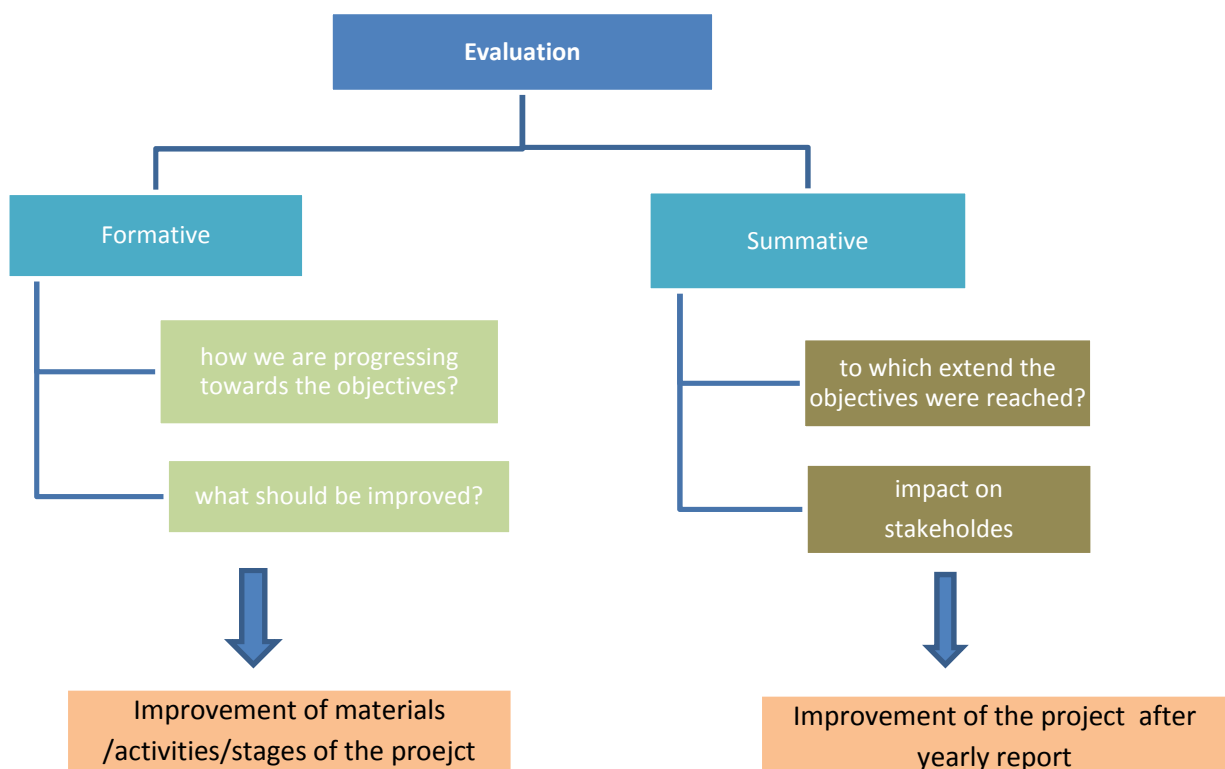 Evaluation
Formative
Summative
how we are progressing
towards the objectives?
to which extend the
objectives were reached?
what should be improved?
impact on
stakeholdes
Improvement of materials
/activities/stages of the proejct
Improvement of the project  after
yearly report